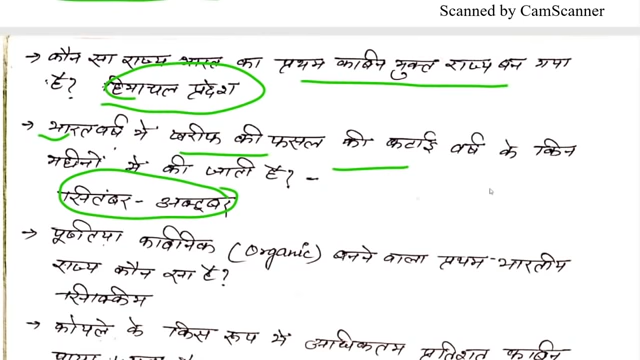 Scanned by CamScanner
→ कौन सा राज्य भारत का प्रथम कार्बन मुक्त राज्य बन गया
है? हिमाचल प्रदेश
→ भारतवर्ष में खरीफ की फसल की कटाई वर्ष के किन
महीनों में की जाती है? -
सितंबर - अक्टूबर
→ पूर्णतया कार्बनिक (Organic) बनने वाला प्रथम भारतीय
राज्य कौन सा है?
सिक्किम
→ कोयले के किस रूप में अधिकतम प्रतिशत कार्बन